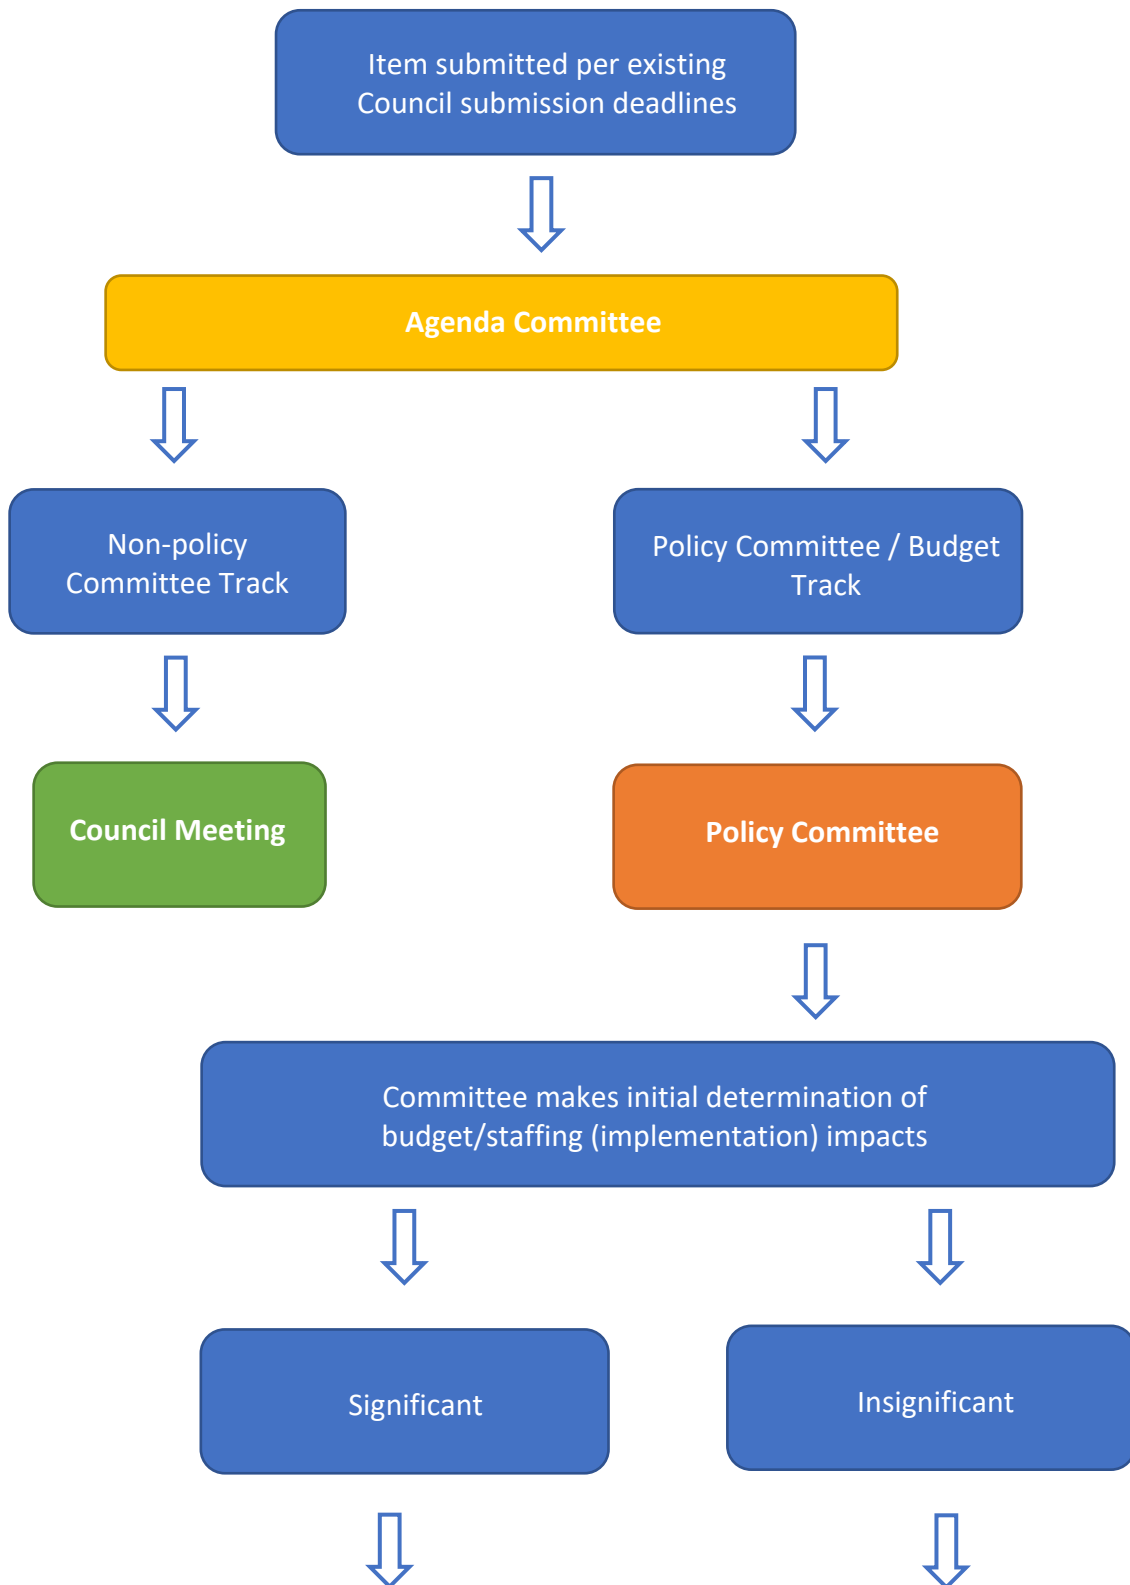 Item submitted per existing
Council submission deadlines
Agenda Committee
Non-policy
Committee Track
Policy Committee / Budget
Track
Council Meeting
Policy Committee
Committee makes initial determination of
budget/staffing (implementation) impacts
Significant
Insignificant